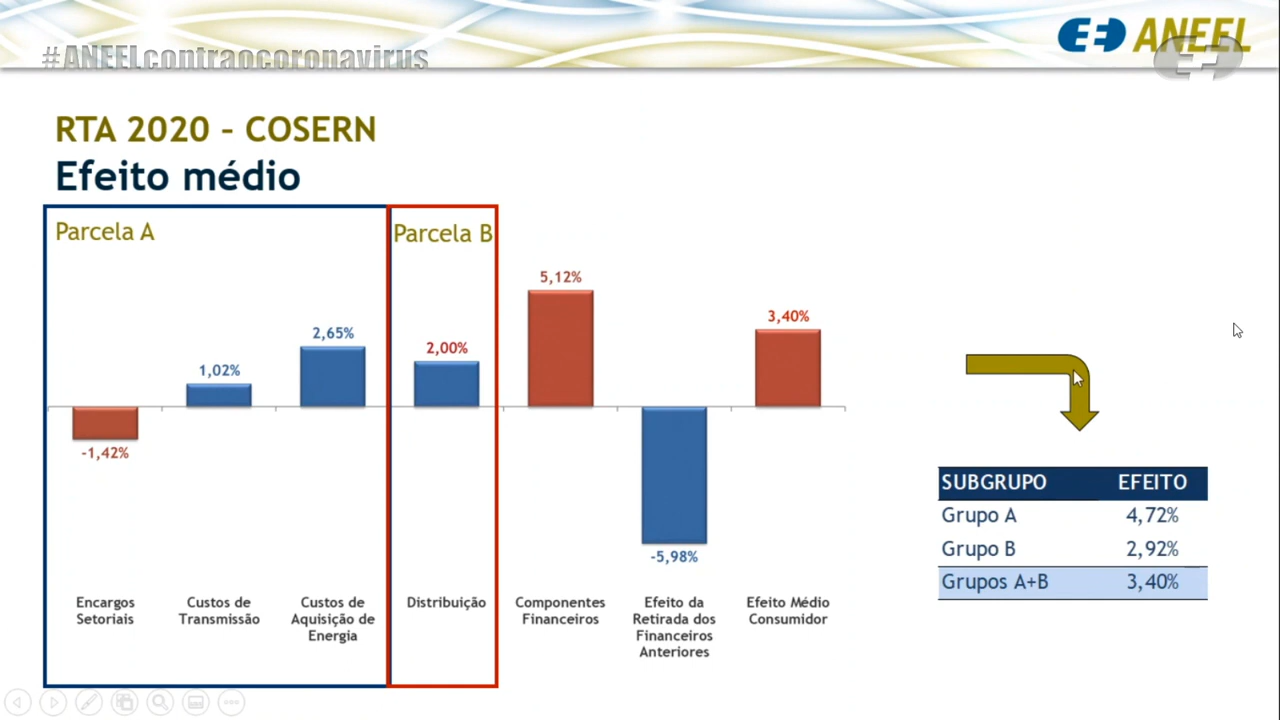 #ANEELcontraocoronavirus
ANEEL
RTA 2020 – COSERN
Efeito médio
Parcela A
Parcela B
-1,42%
1,02%
2,65%
2,00%
5,12%
-5,98%
3,40%
Encargos
Setoriais
Custos de
Transmissão
Custos de
Aquisição de
Energia
Distribuição
Componentes
Financeiros
Efeito da
Retirada dos
Financeiros
Anteriores
Efeito Médio
Consumidor
SUBGRUPO EFEITO
Grupo A 4,72%
Grupo B 2,92%
Grupos A+B 3,40%